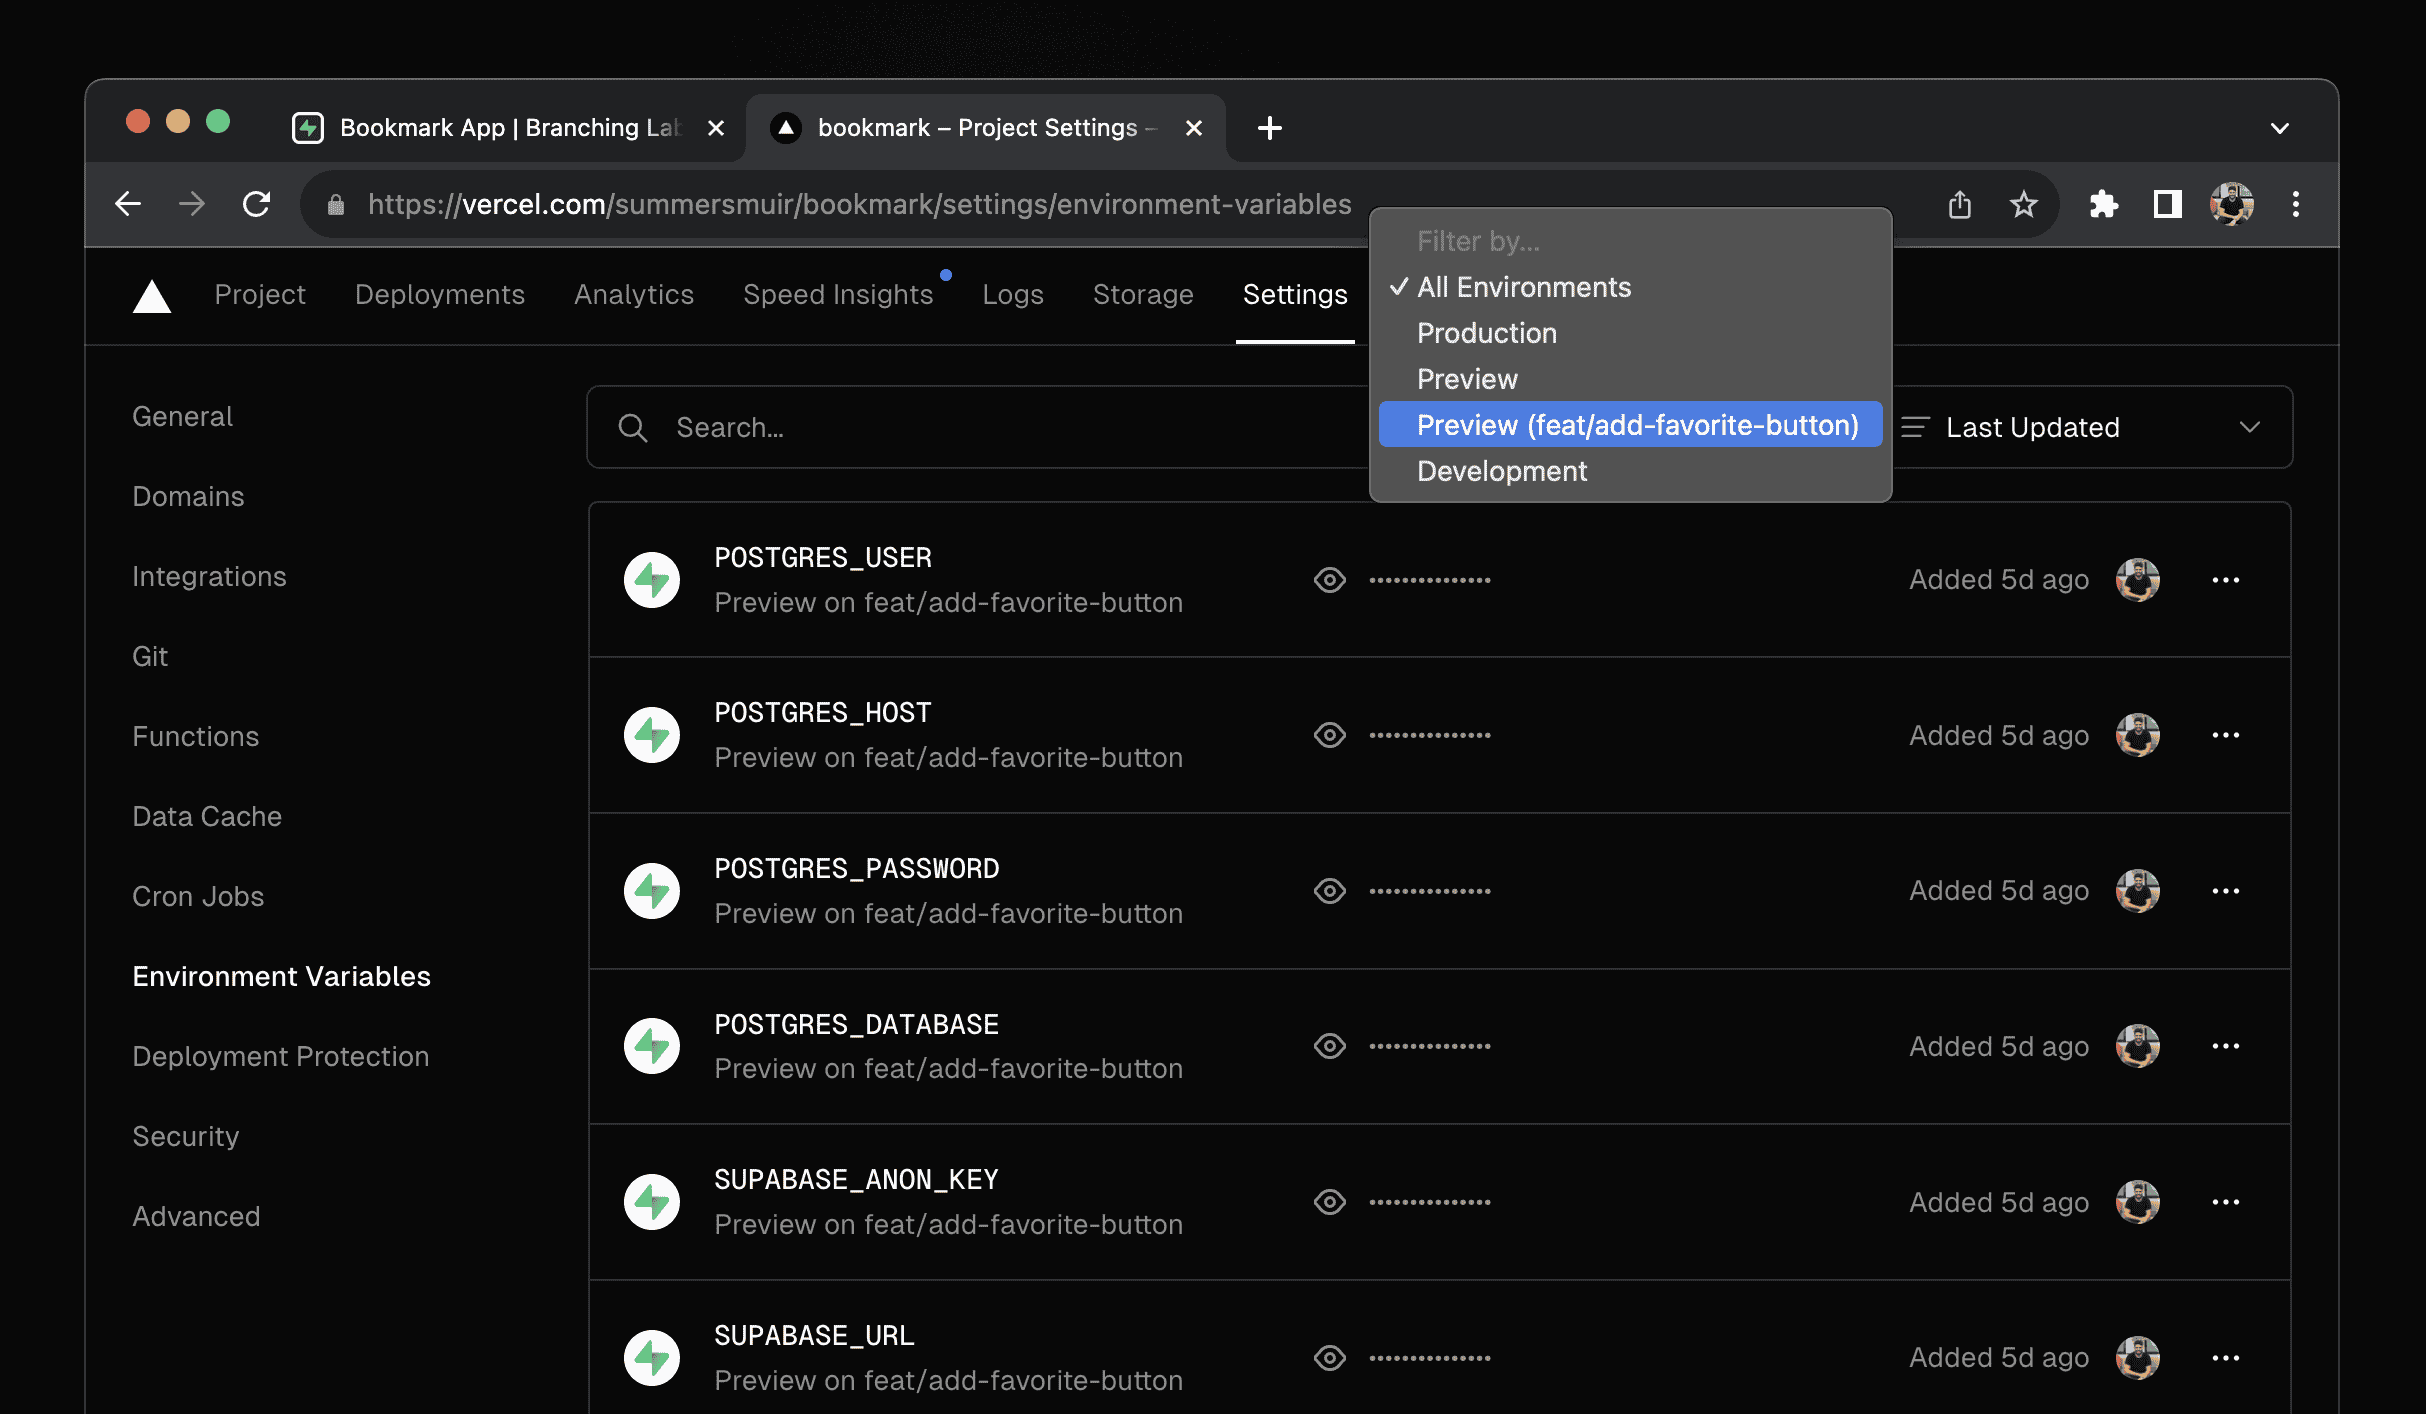 Bookmark App | Branching Lab
bookmark – Project Settings –
https://vercel.com/summersmuir/bookmark/settings/environment-variables
Project Deployments Analytics Speed Insights Logs Storage Settings
Filter by...
✓ All Environments
Production
Preview
Preview (feat/add-favorite-button)
Development
General
Domains
Integrations
Git
Functions
Data Cache
Cron Jobs
Environment Variables
Deployment Protection
Security
Advanced
Search...
Last Updated
POSTGRES_USER
Preview on feat/add-favorite-button
Added 5d ago
POSTGRES_HOST
Preview on feat/add-favorite-button
Added 5d ago
POSTGRES_PASSWORD
Preview on feat/add-favorite-button
Added 5d ago
POSTGRES_DATABASE
Preview on feat/add-favorite-button
Added 5d ago
SUPABASE_ANON_KEY
Preview on feat/add-favorite-button
Added 5d ago
SUPABASE_URL
Preview on feat/add-favorite-button
Added 5d ago